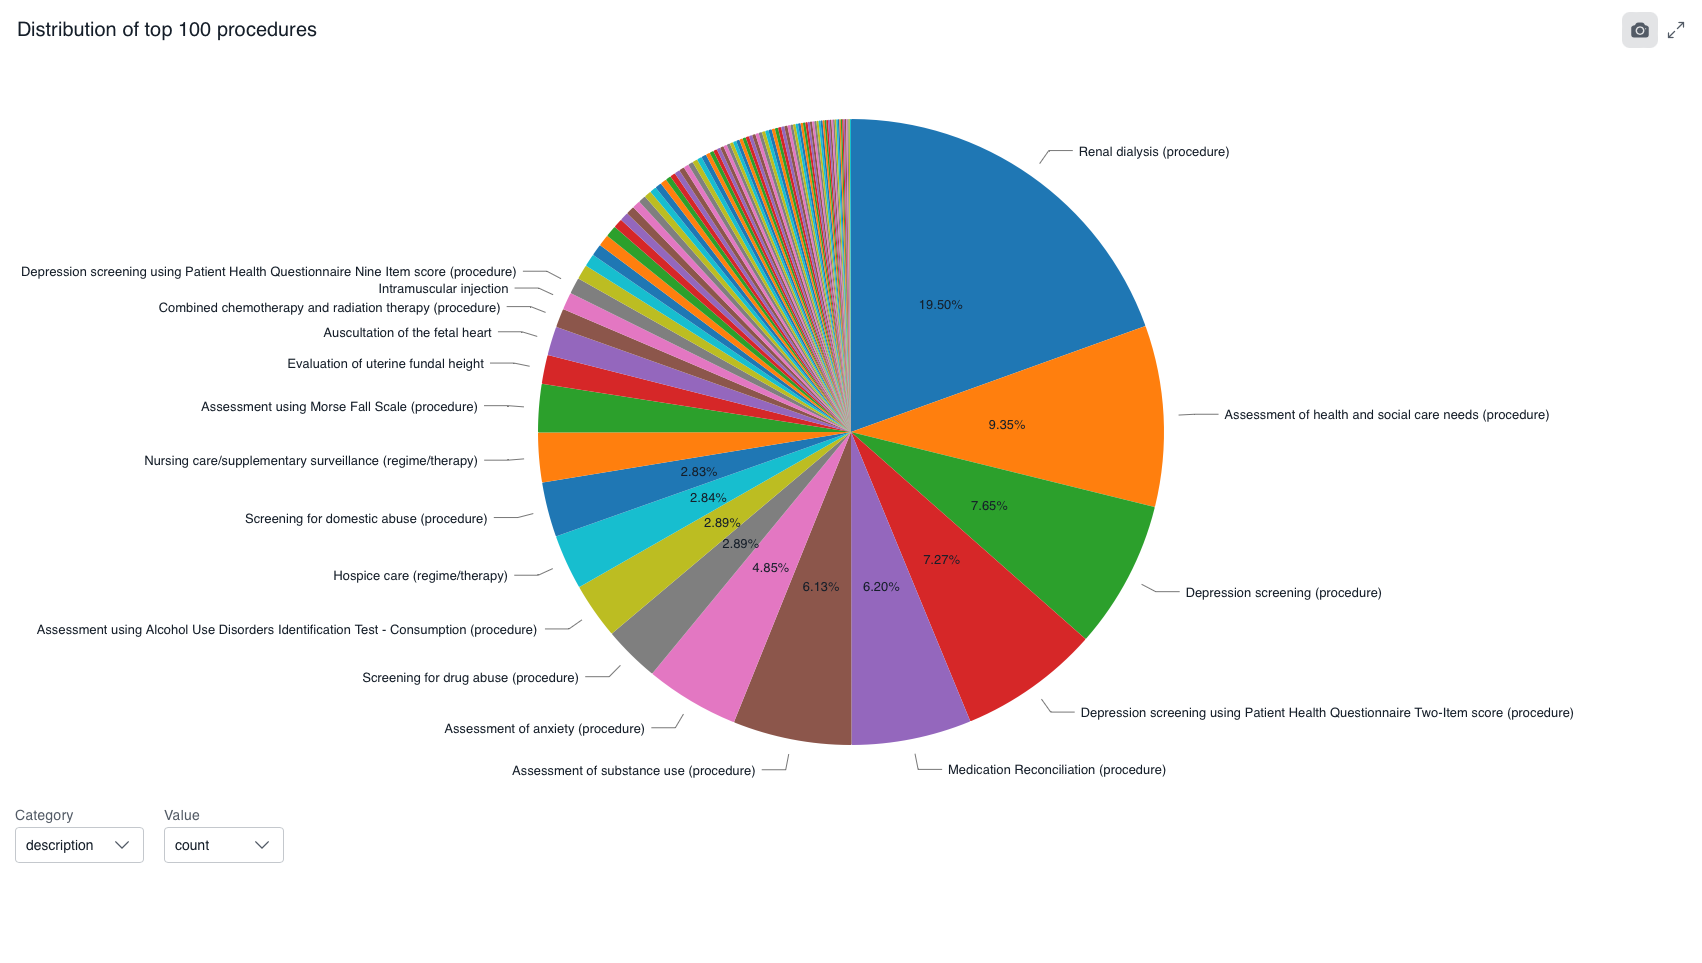 Distribution of top 100 procedures
Renal dialysis (procedure)
19.50%
Assessment of health and social care needs (procedure)
9.35%
Depression screening (procedure)
7.65%
Depression screening using Patient Health Questionnaire Two-Item score (procedure)
7.27%
Medication Reconciliation (procedure)
6.20%
Assessment of substance use (procedure)
6.13%
Assessment of anxiety (procedure)
4.85%
Screening for drug abuse (procedure)
2.89%
Assessment using Alcohol Use Disorders Identification Test - Consumption (procedure)
2.89%
Hospice care (regime/therapy)
2.84%
Screening for domestic abuse (procedure)
2.83%
Nursing care/supplementary surveillance (regime/therapy)
Assessment using Morse Fall Scale (procedure)
Evaluation of uterine fundal height
Auscultation of the fetal heart
Combined chemotherapy and radiation therapy (procedure)
Intramuscular injection
Depression screening using Patient Health Questionnaire Nine Item score (procedure)
Category
description
Value
count